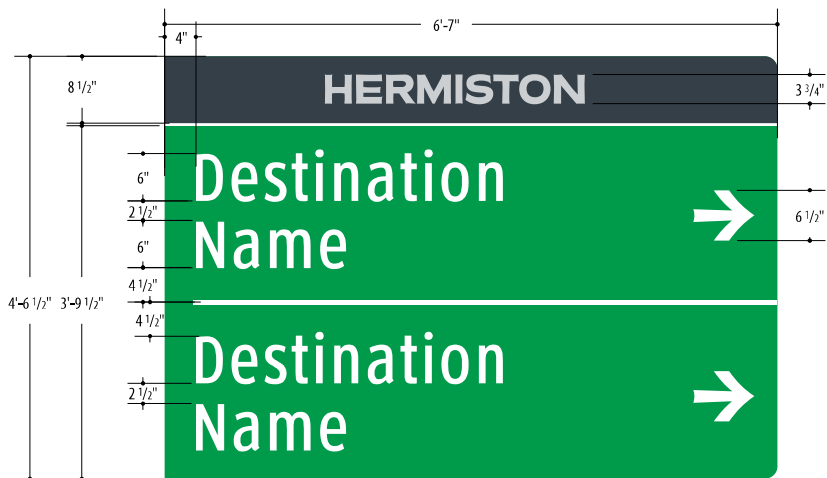 6'-7"
4"
8 1/2"
HERMISTON
3 3/4"
6"
Destination
2 1/2"
6"
Name
6 1/2"
4 1/2"
4'-6 1/2" 3'-9 1/2"
4 1/2"
Destination
2 1/2"
Name